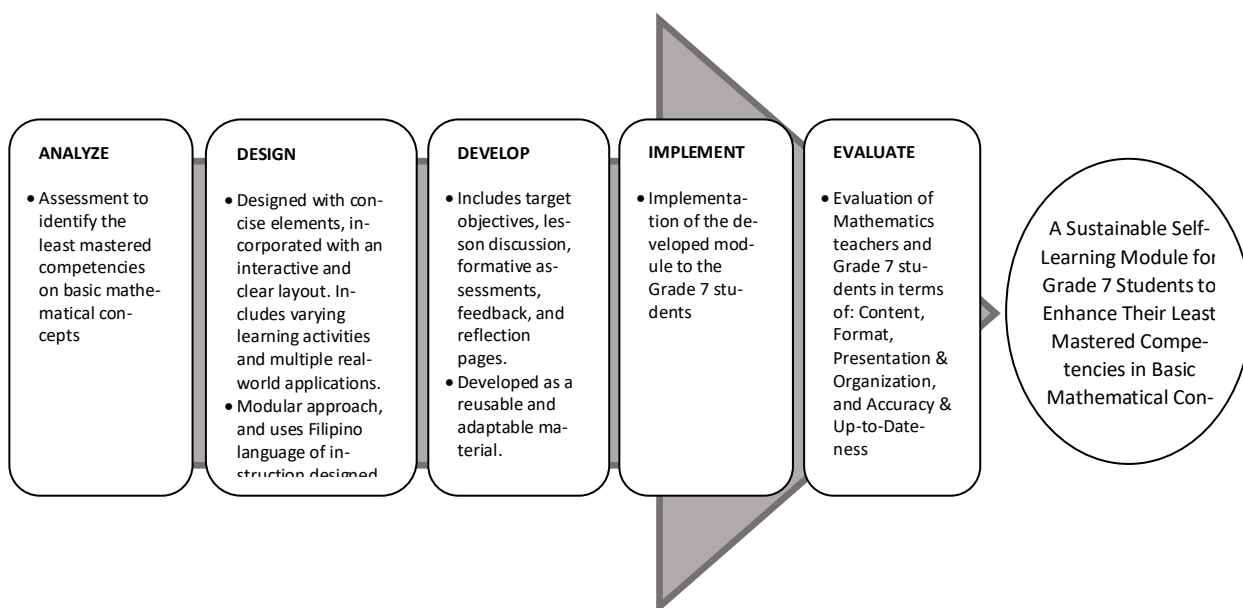 ANALYZE
• Assessment to
identify the
least mastered
competencies
on basic mathe-
matical con-
cepts
DESIGN
• Designed with con-
cise elements, in-
corporated with an
interactive and
clear layout. In-
cludes varying
learning activities
and multiple real-
world applications.
• Modular approach,
and uses Filipino
language of in-
struction designed
DEVELOP
• Includes target
objectives, les-
son discussion,
formative as-
sessments,
feedback, and
reflection
pages.
• Developed as a
reusable and
adaptable ma-
terial.
IMPLEMENT
• Implementa-
tion of the de-
veloped mod-
ule to the
Grade 7 stu-
dents
EVALUATE
• Evaluation of
Mathematics
teachers and
Grade 7 stu-
dents in terms
of: Content,
Format,
Presentation &
Organization,
and Accuracy &
Up-to-Date-
ness
A Sustainable Self-
Learning Module for
Grade 7 Students to
Enhance Their Least
Mastered Compe-
tencies in Basic
Mathematical Con-